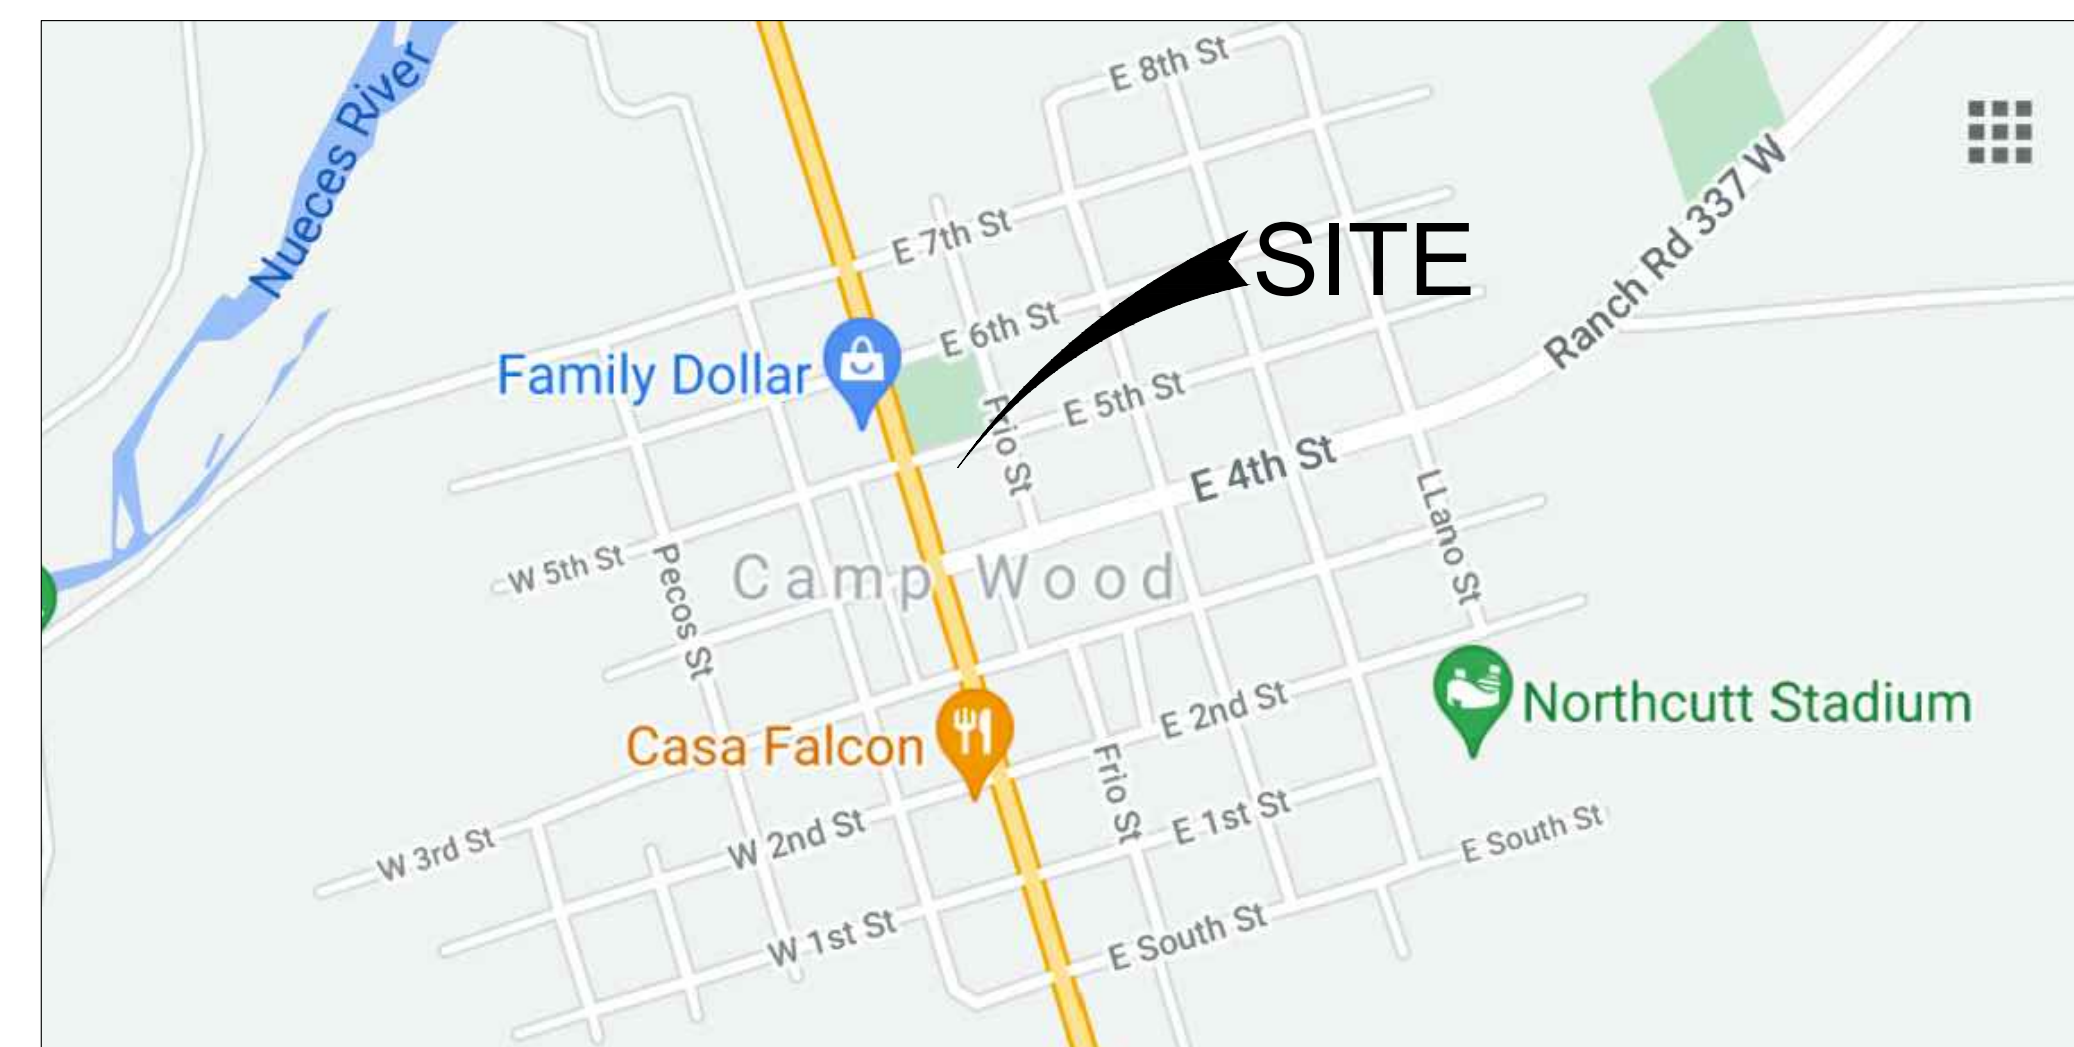 E 8th St
Nueces River
Ranch Rd 337 W
E 7th St
SITE
E 6th St
Family Dollar
Frio St
E 5th St
E 4th St
LLano St
W 5th St
Pecos St
Camp Wood
Northcutt Stadium
E 2nd St
Casa Falcon
Frio St
E 1st St
W 2nd St
E South St
W 3rd St
W 1st St
E South St